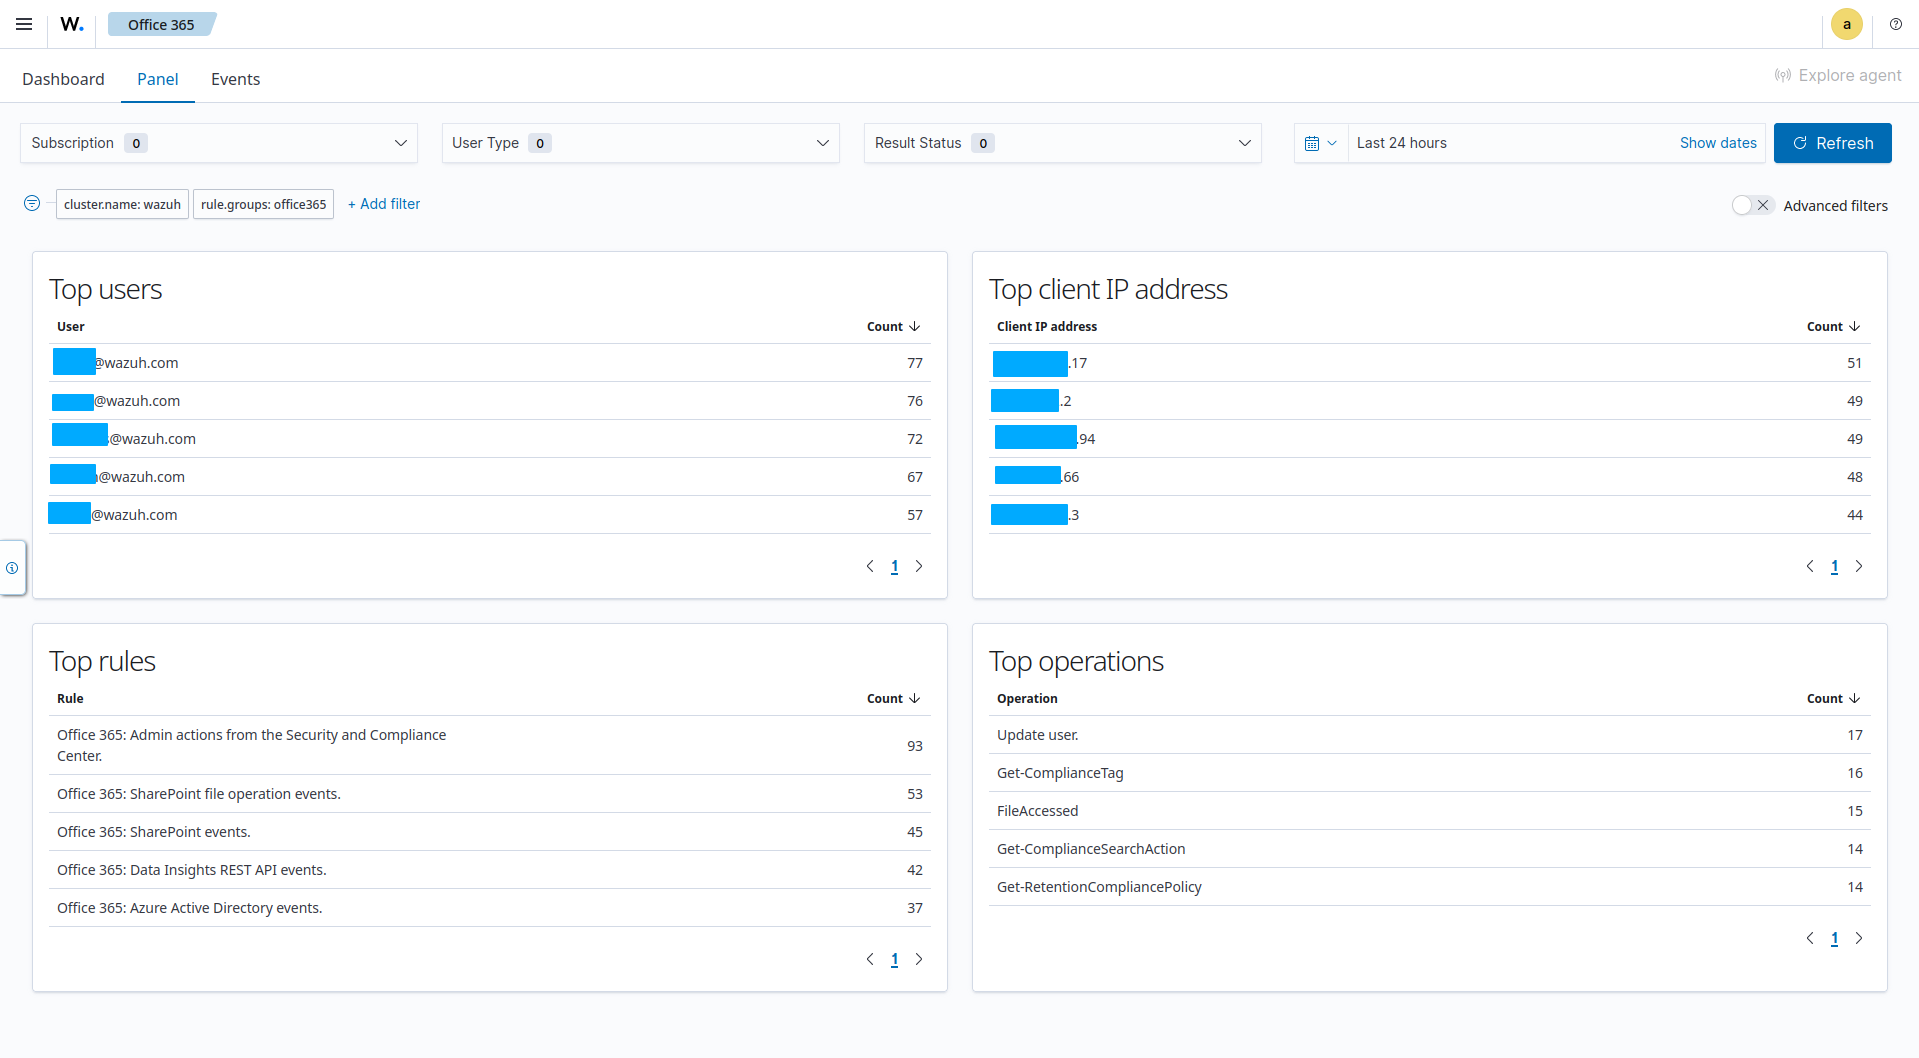 W.
Office 365
a
Dashboard
Panel
Events
Explore agent
Subscription 0
User Type 0
Result Status 0
Last 24 hours
Show dates
Refresh
cluster.name: wazuh
rule.groups: office365
+ Add filter
Advanced filters
Top users
User Count
@wazuh.com 77
@wazuh.com 76
@wazuh.com 72
@wazuh.com 67
@wazuh.com 57
1
Top client IP address
Client IP address Count
.17 51
.2 49
.94 49
.66 48
.3 44
1
Top rules
Rule Count
Office 365: Admin actions from the Security and Compliance
Center. 93
Office 365: SharePoint file operation events. 53
Office 365: SharePoint events. 45
Office 365: Data Insights REST API events. 42
Office 365: Azure Active Directory events. 37
1
Top operations
Operation Count
Update user. 17
Get-ComplianceTag 16
FileAccessed 15
Get-ComplianceSearchAction 14
Get-RetentionCompliancePolicy 14
1